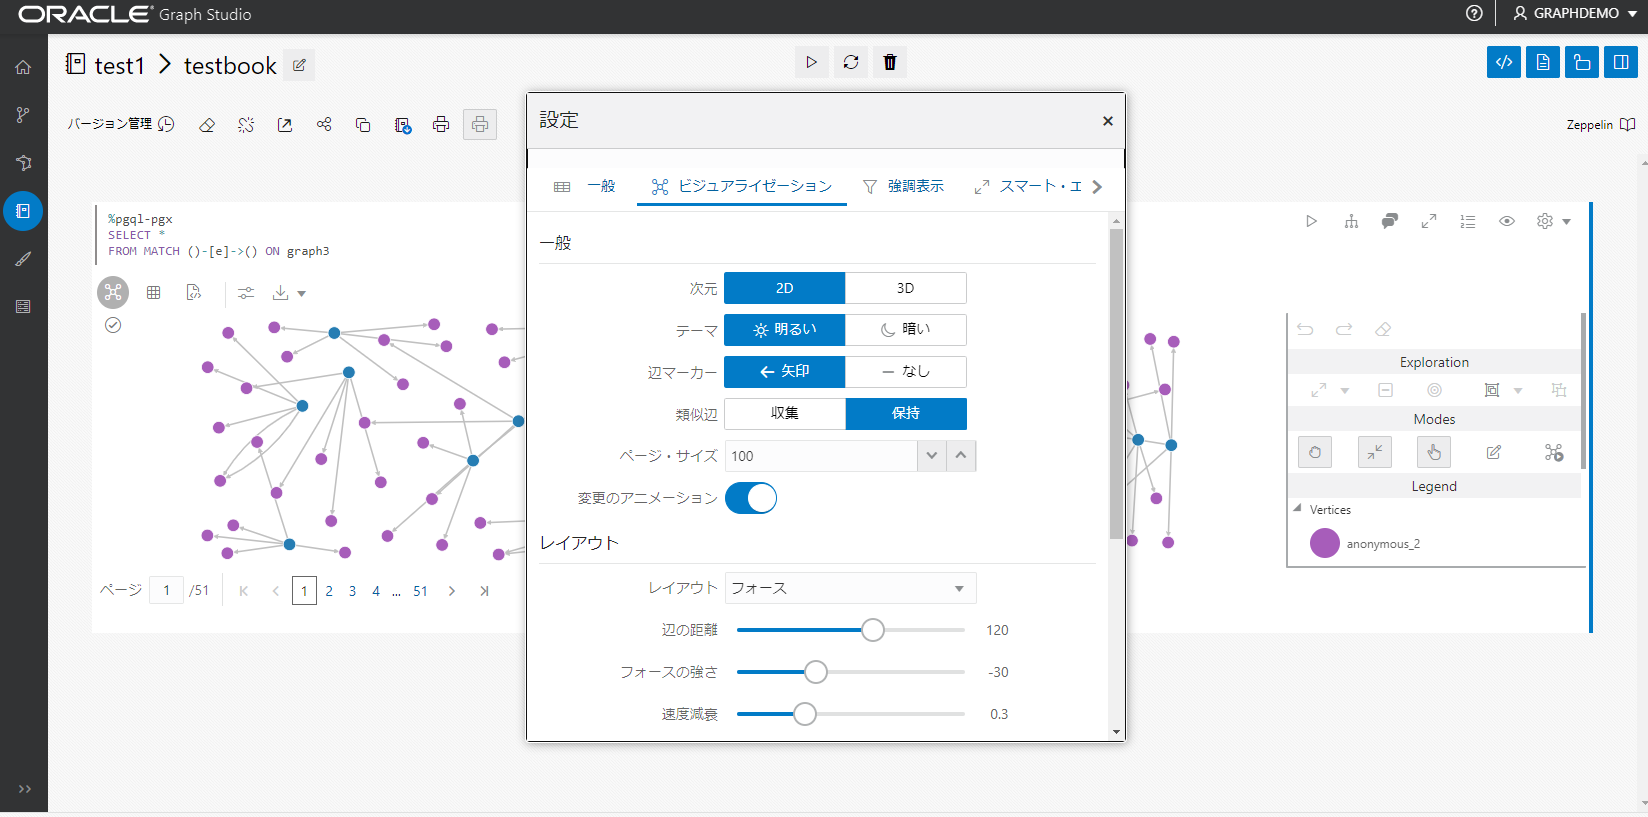 ORACLE® Graph Studio
GRAPHDEMO
test1 > testbook
バージョン管理
Zeppelin
%pgql-pgx
SELECT *
FROM MATCH ()-[e]->() ON graph3
ページ 1 /51 1 2 3 4 ... 51
設定
×
一般 ビジュアライゼーション 強調表示 スマート・エ
一般
次元 2D 3D
テーマ 明るい 暗い
辺マーカー 矢印 なし
類似辺 収集 保持
ページ・サイズ 100
変更のアニメーション
レイアウト
レイアウト フォース
辺の距離 120
フォースの強さ -30
速度減衰 0.3
Exploration
Modes
Legend
Vertices
anonymous_2